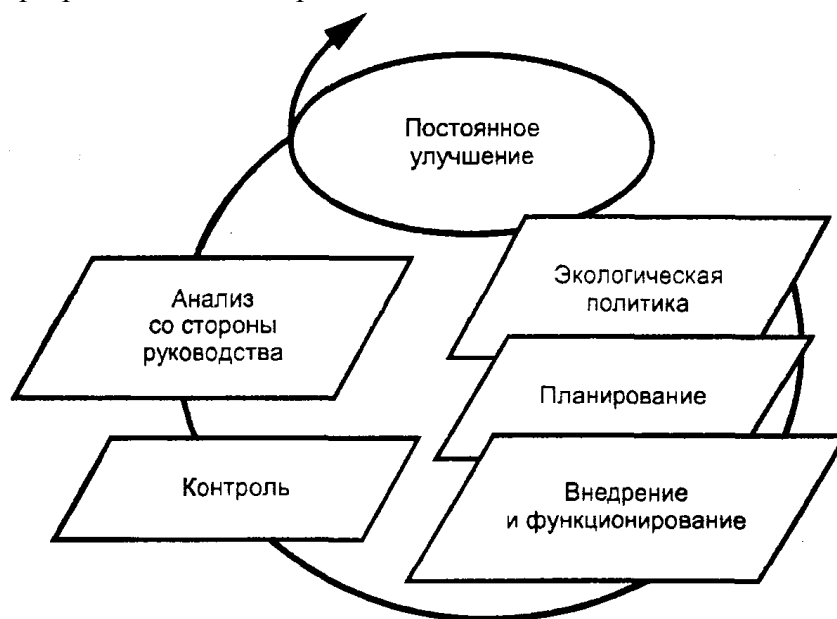 Постоянное
улучшение
Экологическая
политика
Планирование
Внедрение
и функционирование
Контроль
Анализ
со стороны
руководства